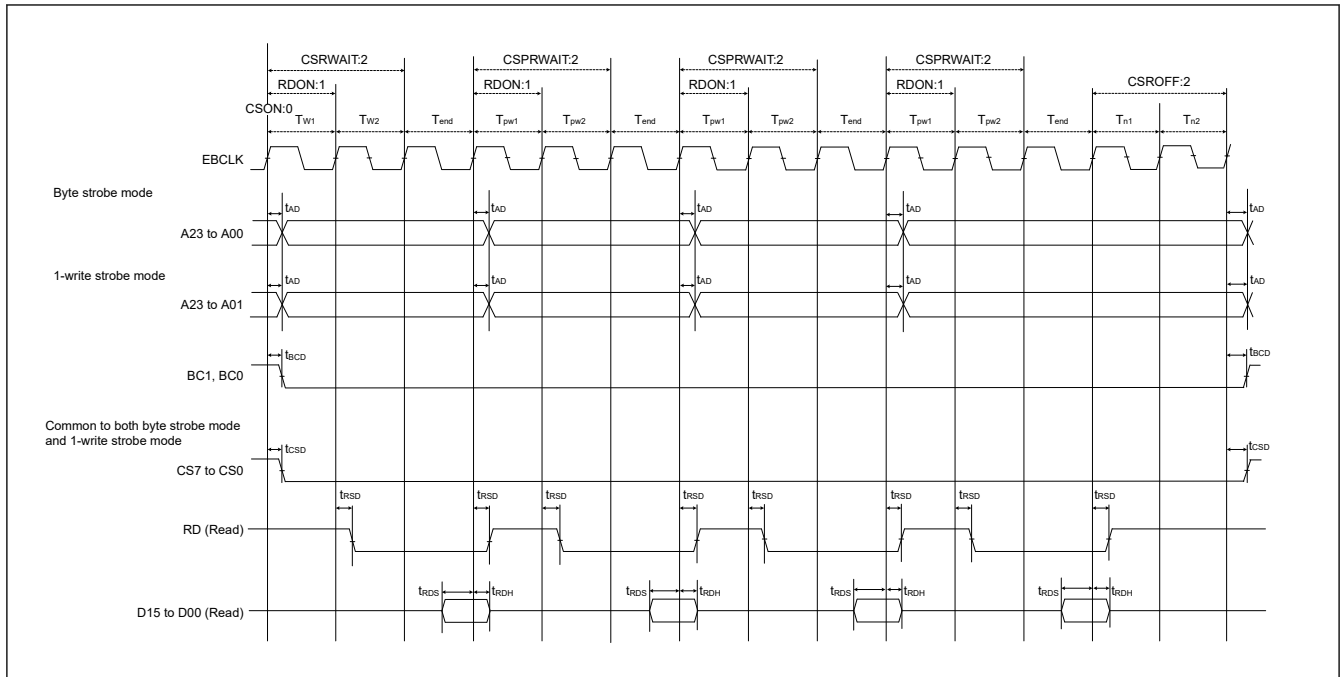 CSRWAIT:2 CSPRWAIT:2 CSPRWAIT:2 CSPRWAIT:2
RDON:1 RDON:1 RDON:1 RDON:1 CSROFF:2
CSON:0
TW1 TW2 Tend Tpw1 Tpw2 Tend Tpw1 Tpw2 Tend Tpw1 Tpw2 Tend Tn1 Tn2
EBCLK
Byte strobe mode
tAD tAD tAD tAD tAD
A23 to A00
1-write strobe mode
tAD tAD tAD tAD tAD
A23 to A01
tBCD tBCD
BC1, BC0
Common to both byte strobe mode
and 1-write strobe mode
tCSD tCSD
CS7 to CS0
tRSD tRSD tRSD tRSD tRSD tRSD tRSD tRSD
RD (Read)
tRDS tRDH tRDS tRDH tRDS tRDH tRDS tRDH
D15 to D00 (Read)